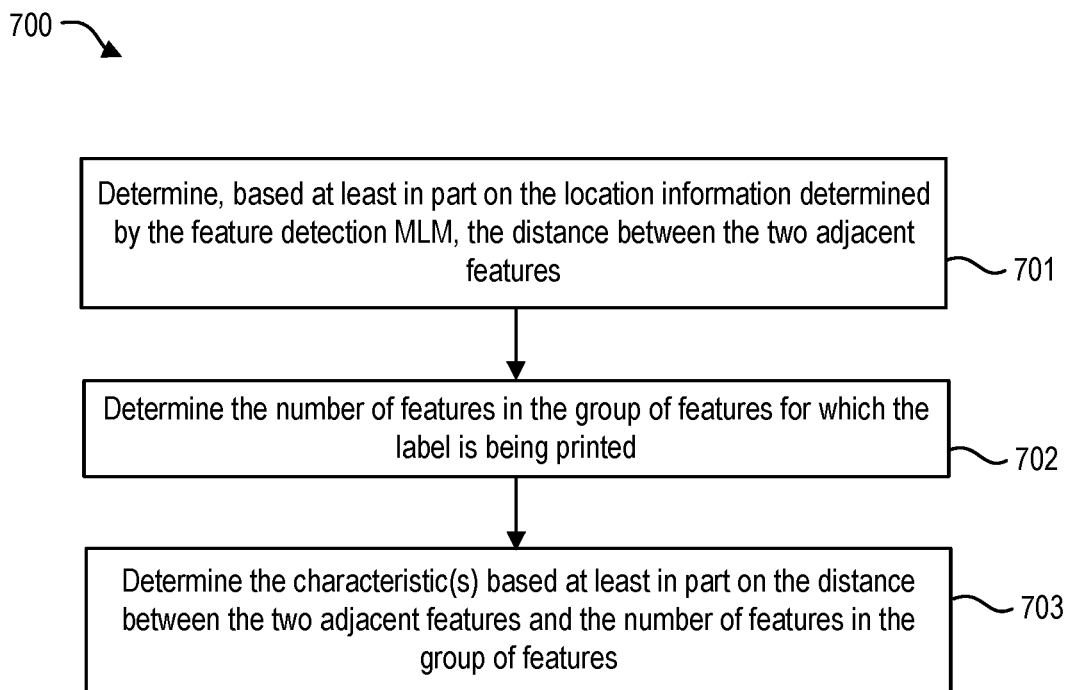 700
Determine, based at least in part on the location information determined
by the feature detection MLM, the distance between the two adjacent
features
701
Determine the number of features in the group of features for which the
label is being printed
702
Determine the characteristic(s) based at least in part on the distance
between the two adjacent features and the number of features in the
group of features
703